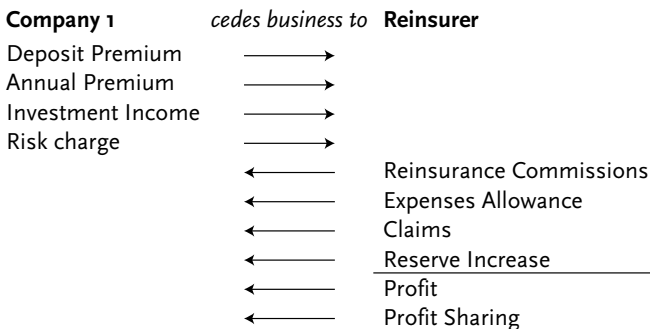 Company 1 cedes business to Reinsurer
Deposit Premium
Annual Premium
Investment Income
Risk charge
Reinsurance Commissions
Expenses Allowance
Claims
Reserve Increase
Profit
Profit Sharing